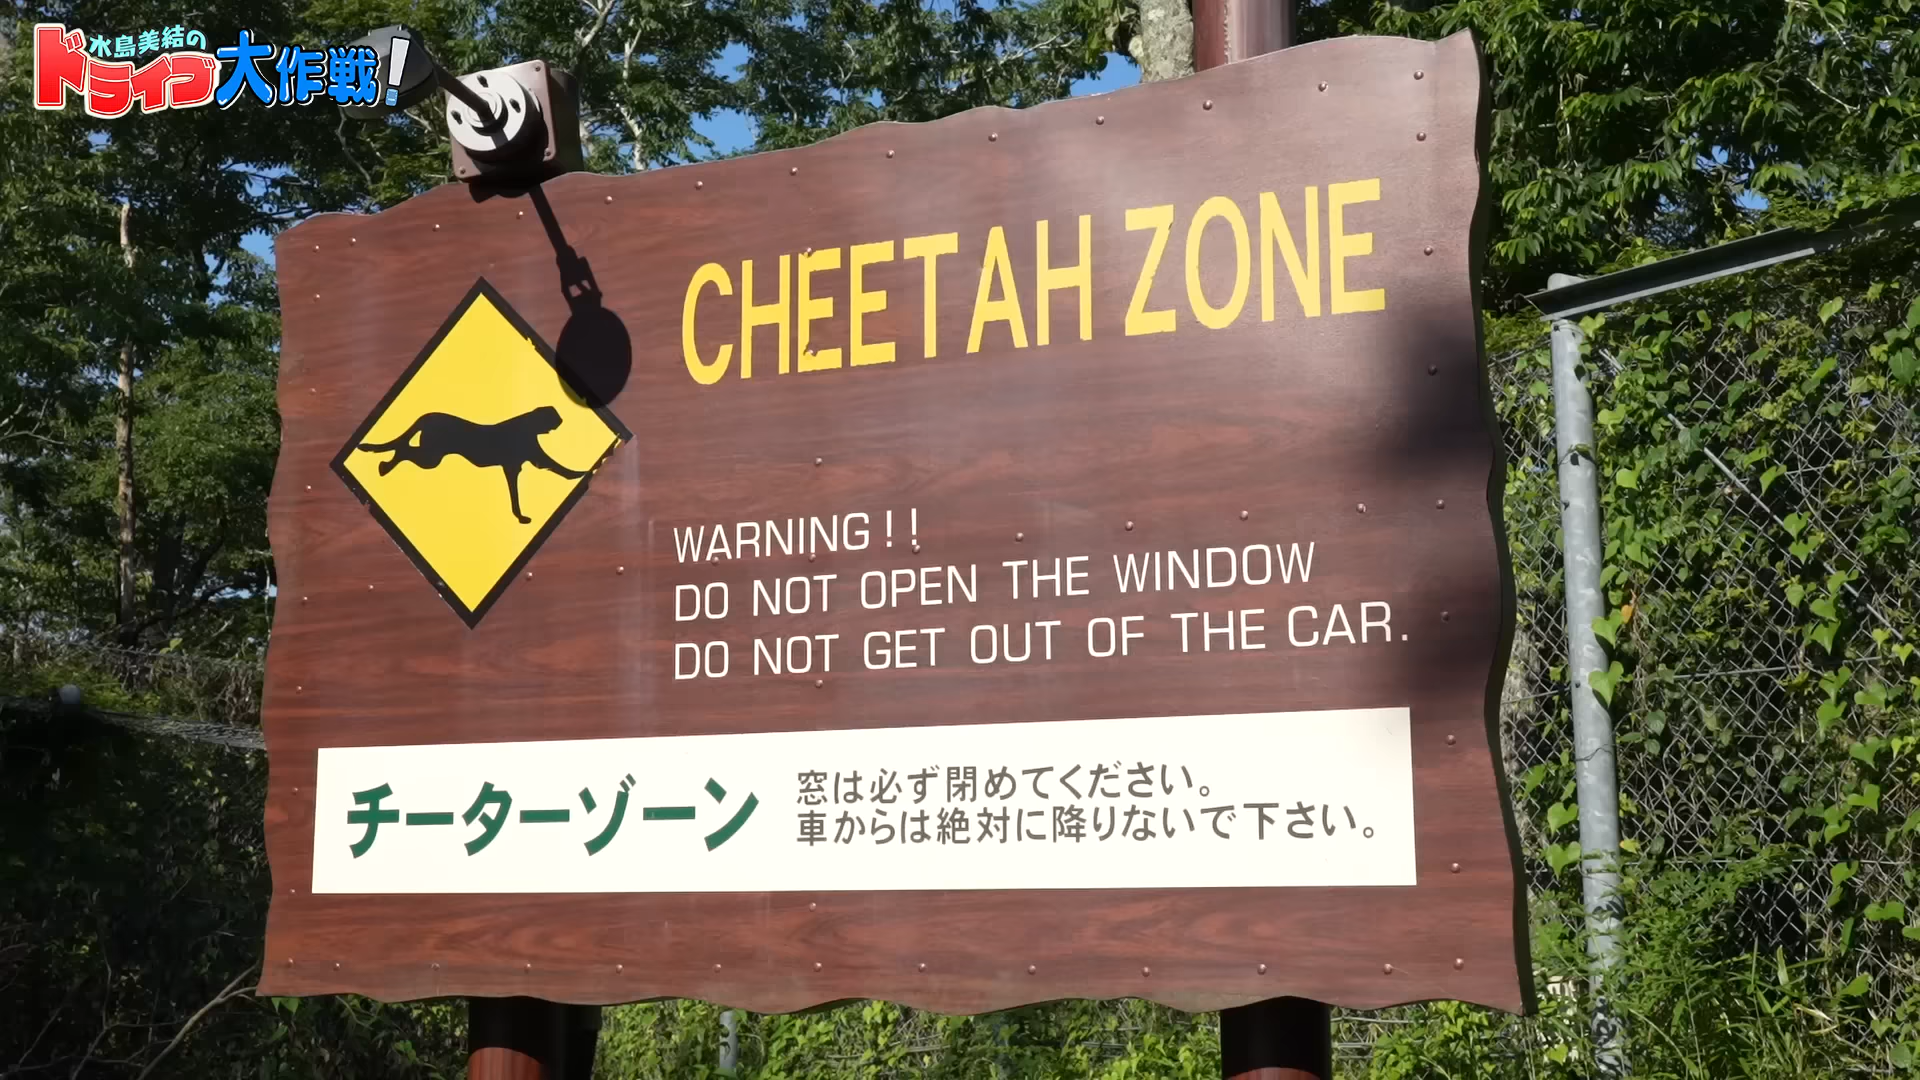 水島美結の
ドライブ大作戦!
CHEETAH ZONE
WARNING!!
DO NOT OPEN THE WINDOW
DO NOT GET OUT OF THE CAR.
チーターゾーン
窓は必ず閉めてください。
車からは絶対に降りないで下さい。